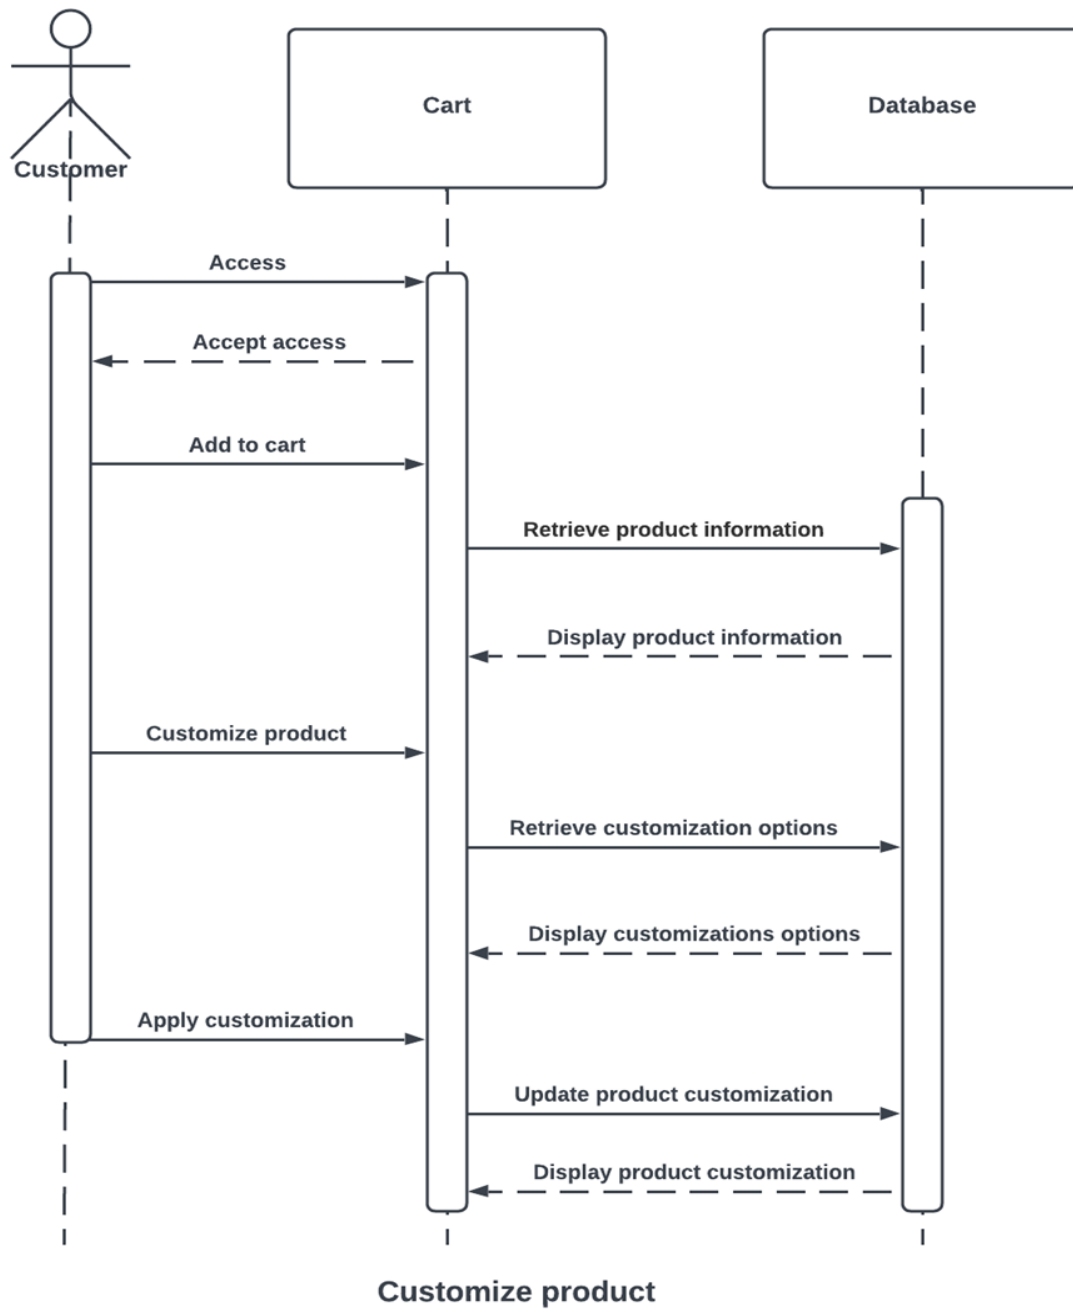 Cart
Database
Customer
Access
Accept access
Add to cart
Retrieve product information
Display product information
Customize product
Retrieve customization options
Display customizations options
Apply customization
Update product customization
Display product customization
Customize product